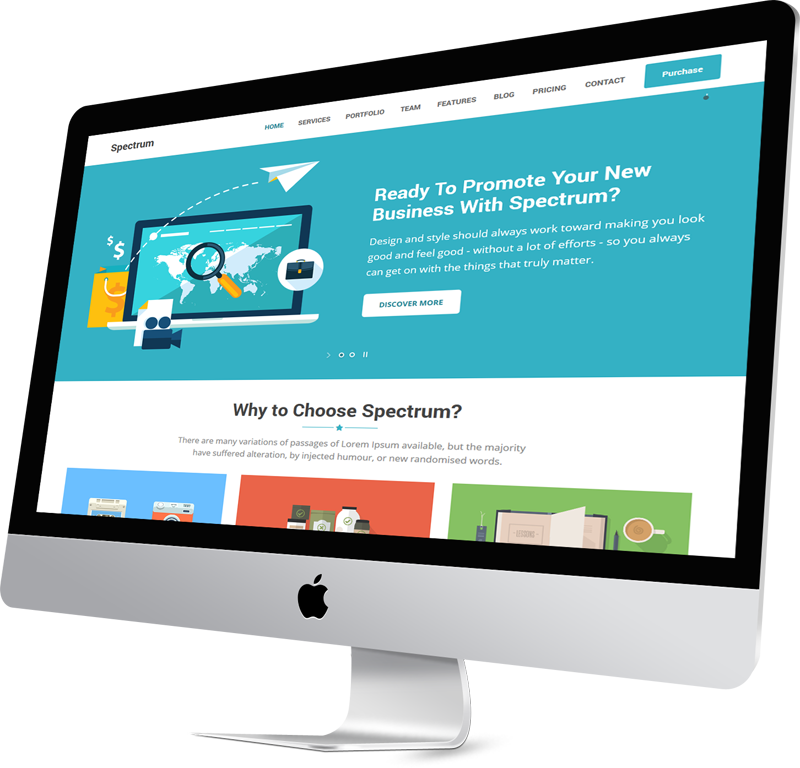 Spectrum
HOME SERVICES PORTFOLIO TEAM FEATURES BLOG PRICING CONTACT Purchase
Ready To Promote Your New
Business With Spectrum?
Design and style should always work toward making you look
good and feel good - without a lot of efforts - so you always
can get on with the things that truly matter.
DISCOVER MORE
$
$
Why to Choose Spectrum?
There are many variations of passages of Lorem Ipsum available, but the majority
have suffered alteration, by injected humour, or new randomised words.